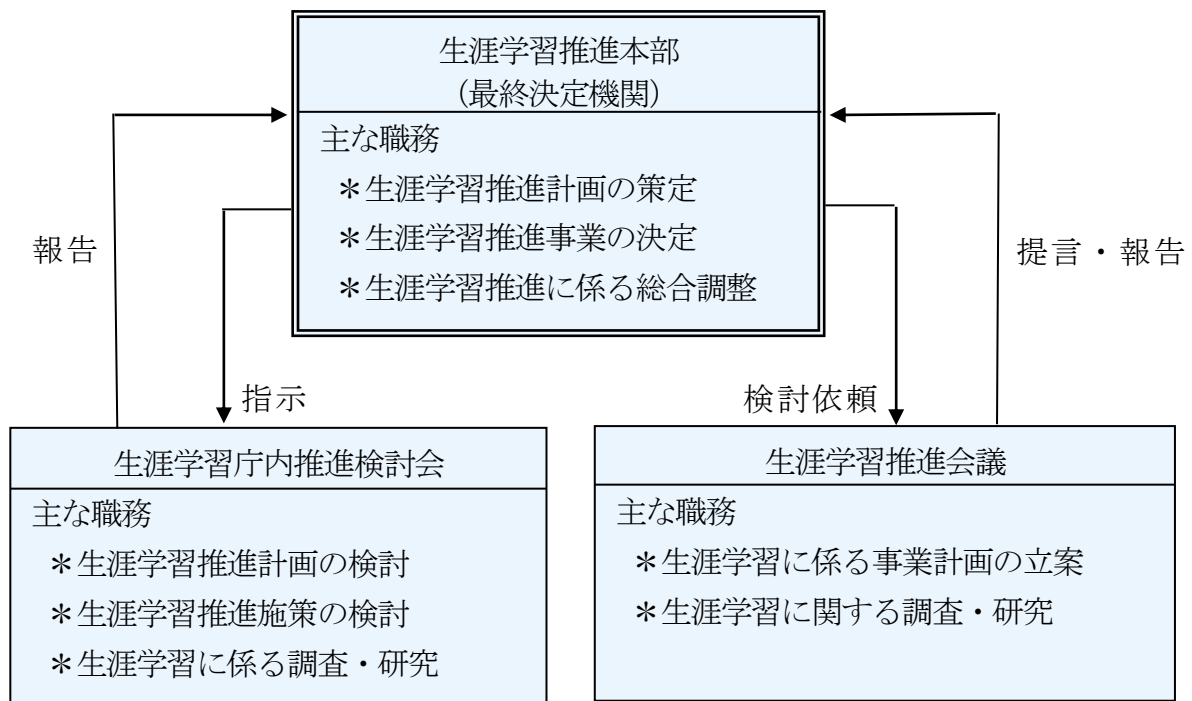 生涯学習推進本部
（最終決定機関）
主な職務
＊生涯学習推進計画の策定
＊生涯学習推進事業の決定
＊生涯学習推進に係る総合調整
報告
提言・報告
指示
検討依頼
生涯学習庁内推進検討会
主な職務
＊生涯学習推進計画の検討
＊生涯学習推進施策の検討
＊生涯学習に係る調査・研究
生涯学習推進会議
主な職務
＊生涯学習に係る事業計画の立案
＊生涯学習に関する調査・研究